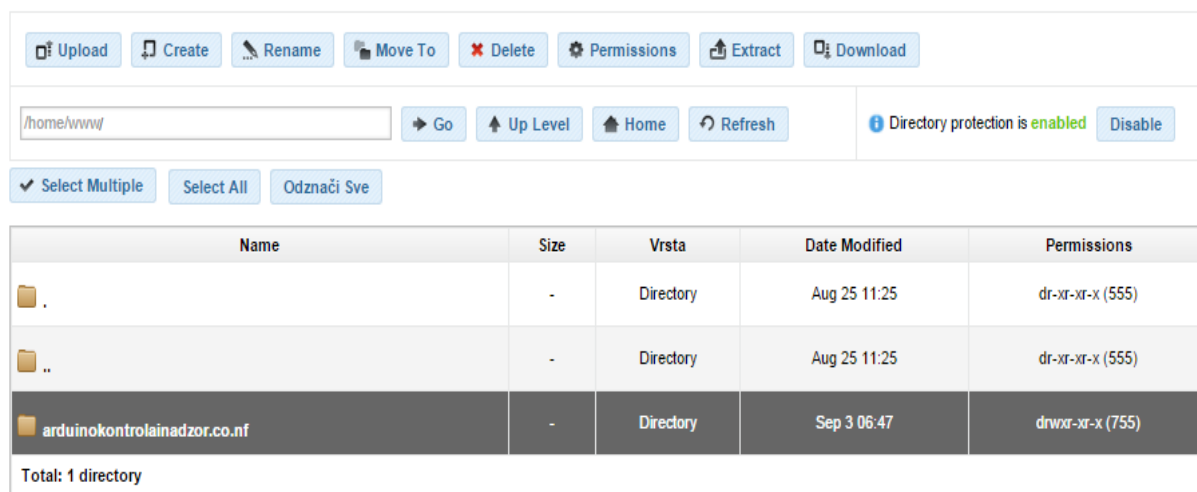 Upload Create Rename Move To Delete Permissions Extract Download
/home/www/ Go Up Level Home Refresh Directory protection is enabled Disable
Select Multiple Select All Odznači Sve
Name Size Vrsta Date Modified Permissions
. - Directory Aug 25 11:25 dr-xr-xr-x (555)
.. - Directory Aug 25 11:25 dr-xr-xr-x (555)
arduinokontrolainadzor.co.nf - Directory Sep 3 06:47 drwxr-xr-x (755)
Total: 1 directory